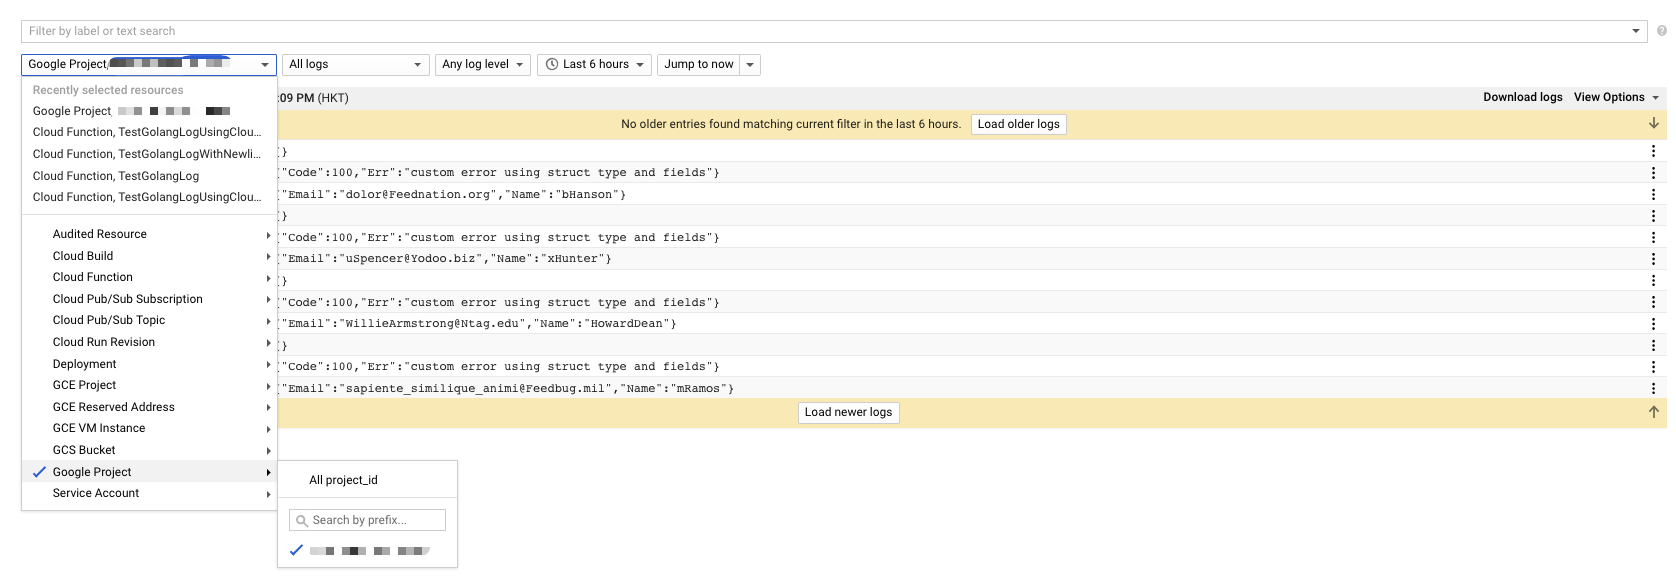 Filter by label or text search
Google Project,
All logs
Any log level
Last 6 hours
Jump to now
Recently selected resources
Google Project,
Cloud Function, TestGolangLogUsingClou...
Cloud Function, TestGolangLogWithNewli...
Cloud Function, TestGolangLog
Cloud Function, TestGolangLogUsingClou...
Audited Resource
Cloud Build
Cloud Function
Cloud Pub/Sub Subscription
Cloud Pub/Sub Topic
Cloud Run Revision
Deployment
GCE Project
GCE Reserved Address
GCE VM Instance
GCS Bucket
Google Project
Service Account
All project_id
Search by prefix...
:09 PM (HKT)
Download logs
View Options
No older entries found matching current filter in the last 6 hours.
Load older logs
{}
{"Code":100,"Err":"custom error using struct type and fields"}
{"Email":"dolor@Feednation.org","Name":"bHanson"}
{}
{"Code":100,"Err":"custom error using struct type and fields"}
{"Email":"uSpencer@Yodoo.biz","Name":"xHunter"}
{}
{"Code":100,"Err":"custom error using struct type and fields"}
{"Email":"WillieArmstrong@Ntag.edu","Name":"HowardDean"}
{}
{"Code":100,"Err":"custom error using struct type and fields"}
{"Email":"sapiente_similique_animi@Feedbug.mil","Name":"mRamos"}
Load newer logs